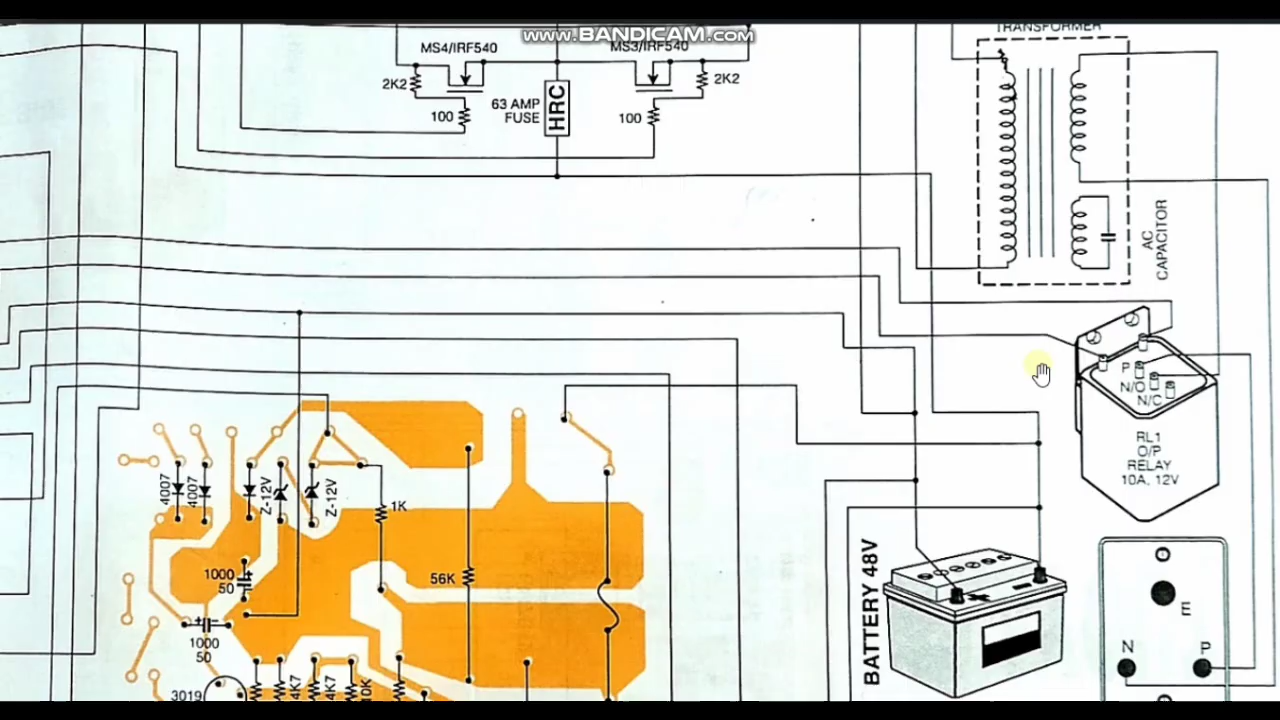 www.BANDICAM.com
TRANSFORMER
MS4/IRF540
MS3/IRF540
2K2
2K2
63 AMP
FUSE
HRC
100
100
AC
CAPACITOR
P
N/O
N/C
RL1
O/P
RELAY
10A, 12V
4007
4007
Z-12V
Z-12V
1K
56K
1000
50
1000
50
BATTERY 48V
E
N
P
3019
4K7
10K